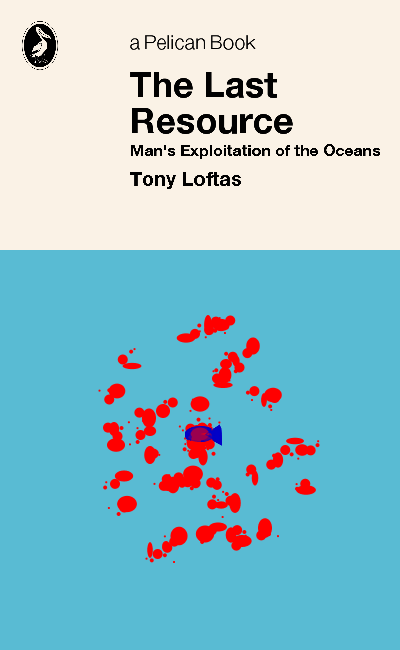 a Pelican Book
The Last
Resource
Man's Exploitation of the Oceans
Tony Loftas